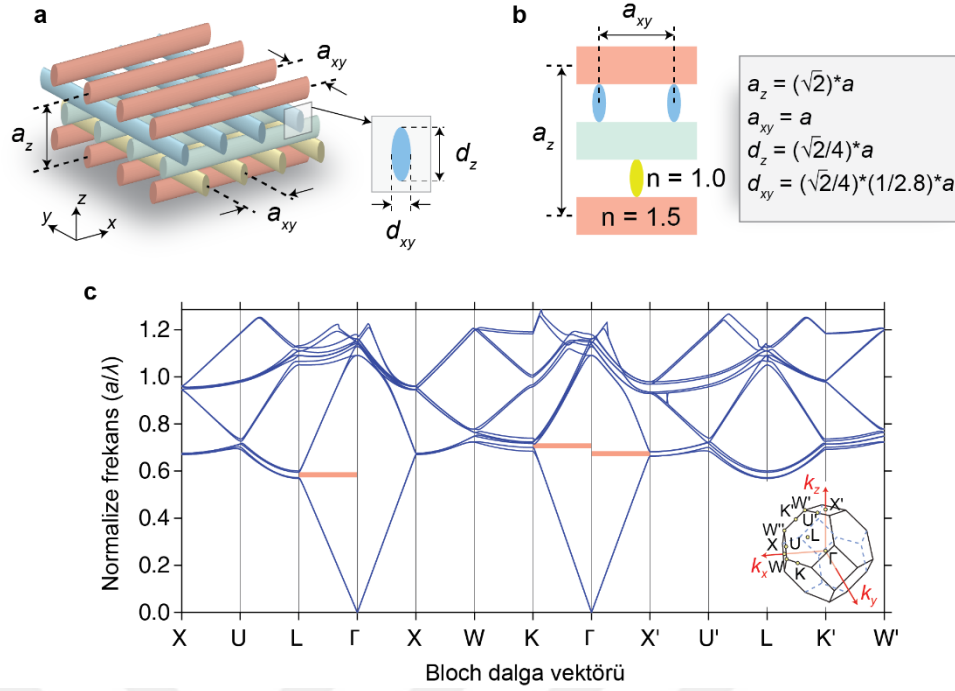 a
a_xy
a_z
a_xy
z
y
x
d_z
d_xy
b
a_xy
a_z
n = 1.0
n = 1.5
a_z = (√2)*a
a_xy = a
d_z = (√2/4)*a
d_xy = (√2/4)*(1/2.8)*a
c
Normalize frekans (a/λ)
1.2
1.0
0.8
0.6
0.4
0.2
0.0
X U L Γ X W K Γ X' U' L K' W'
Bloch dalga vektörü
k_z
W' X'
K' U'
W"
U L
X Γ
k_x W K
k_y